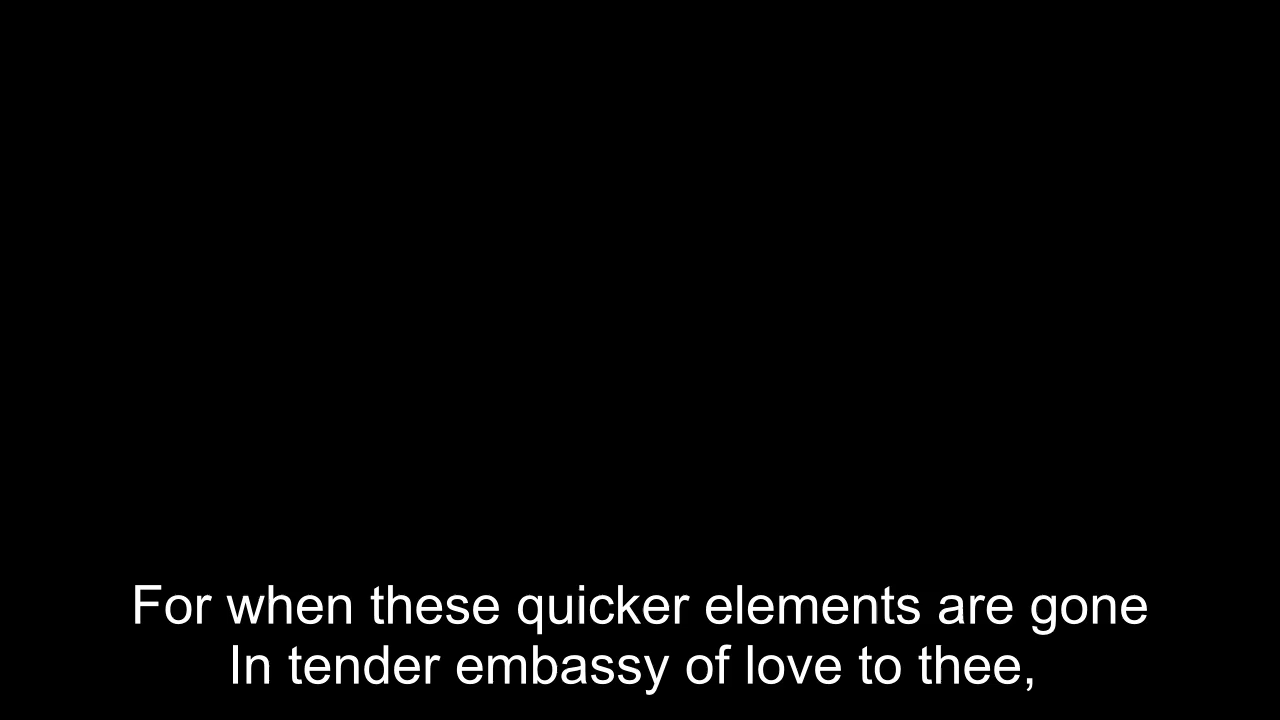 For when these quicker elements are gone
In tender embassy of love to thee,